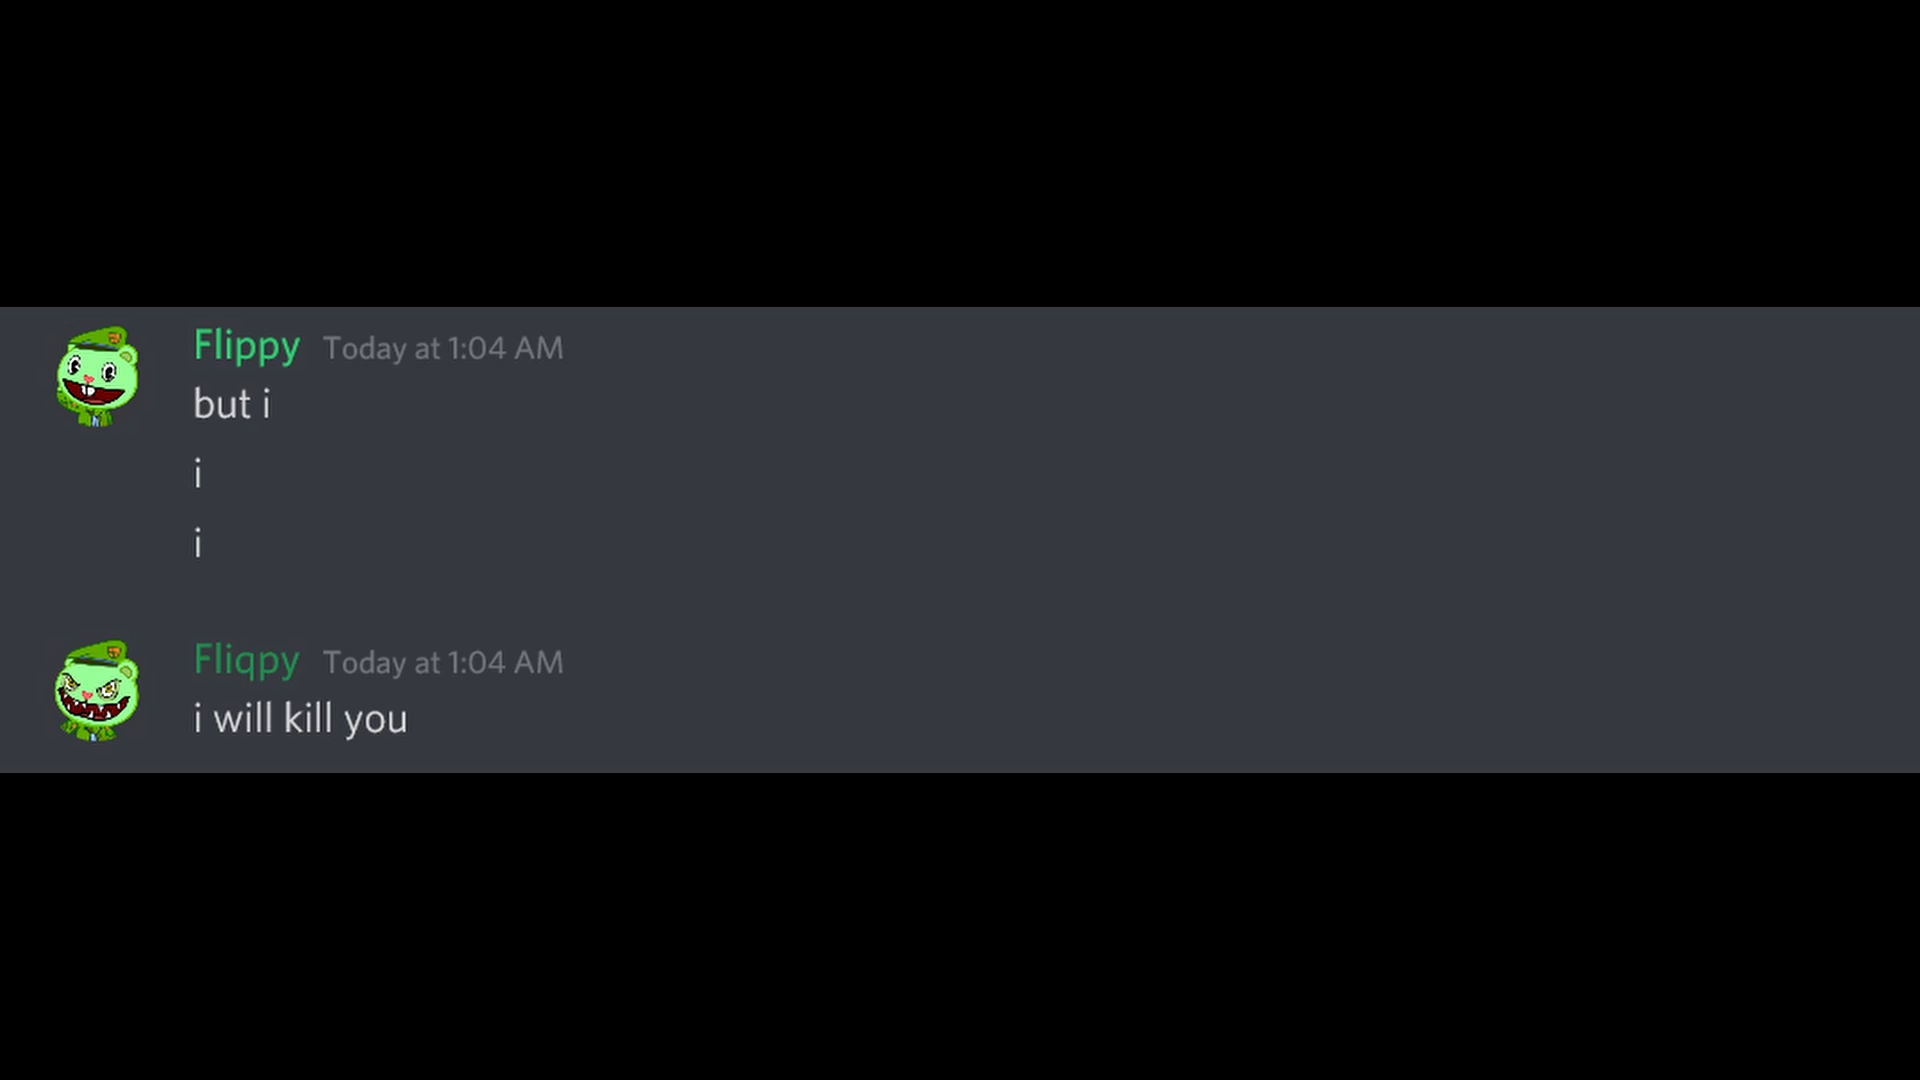 Flippy Today at 1:04 AM
but i
i
i
Fliqpy Today at 1:04 AM
i will kill you